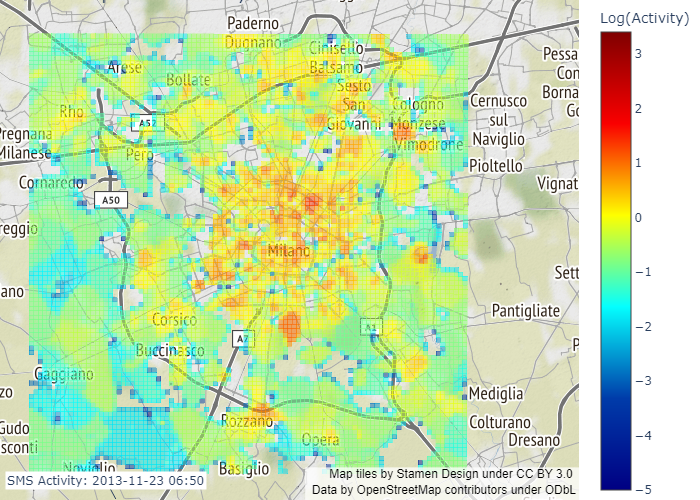 Log(Activity)
Paderno
Dugnano
Cinisello
Balsamo
Arese
Bollate
Sesto
San
Giovanni
Pessa
Con
Borna
Go
Rho
A52
Cologno
Monzese
Vimodrone
Cernusco
sul
Naviglio
Pregnana
Milanese
Pero
Pioltello
Cornaredo
Vignat
A50
reggio
Milano
Sett
ano
Pantigliate
Corsico
A7
A1
P
Buccinasco
Gaggiano
zo
Mediglia
Rozzano
Colturano
Gudo
sconti
Opera
Dresano
Noviglio
Basiglio
3
2
1
0
−1
−2
−3
−4
−5
SMS Activity: 2013-11-23 06:50
Map tiles by Stamen Design under CC BY 3.0
Data by OpenStreetMap contributors under ODbL